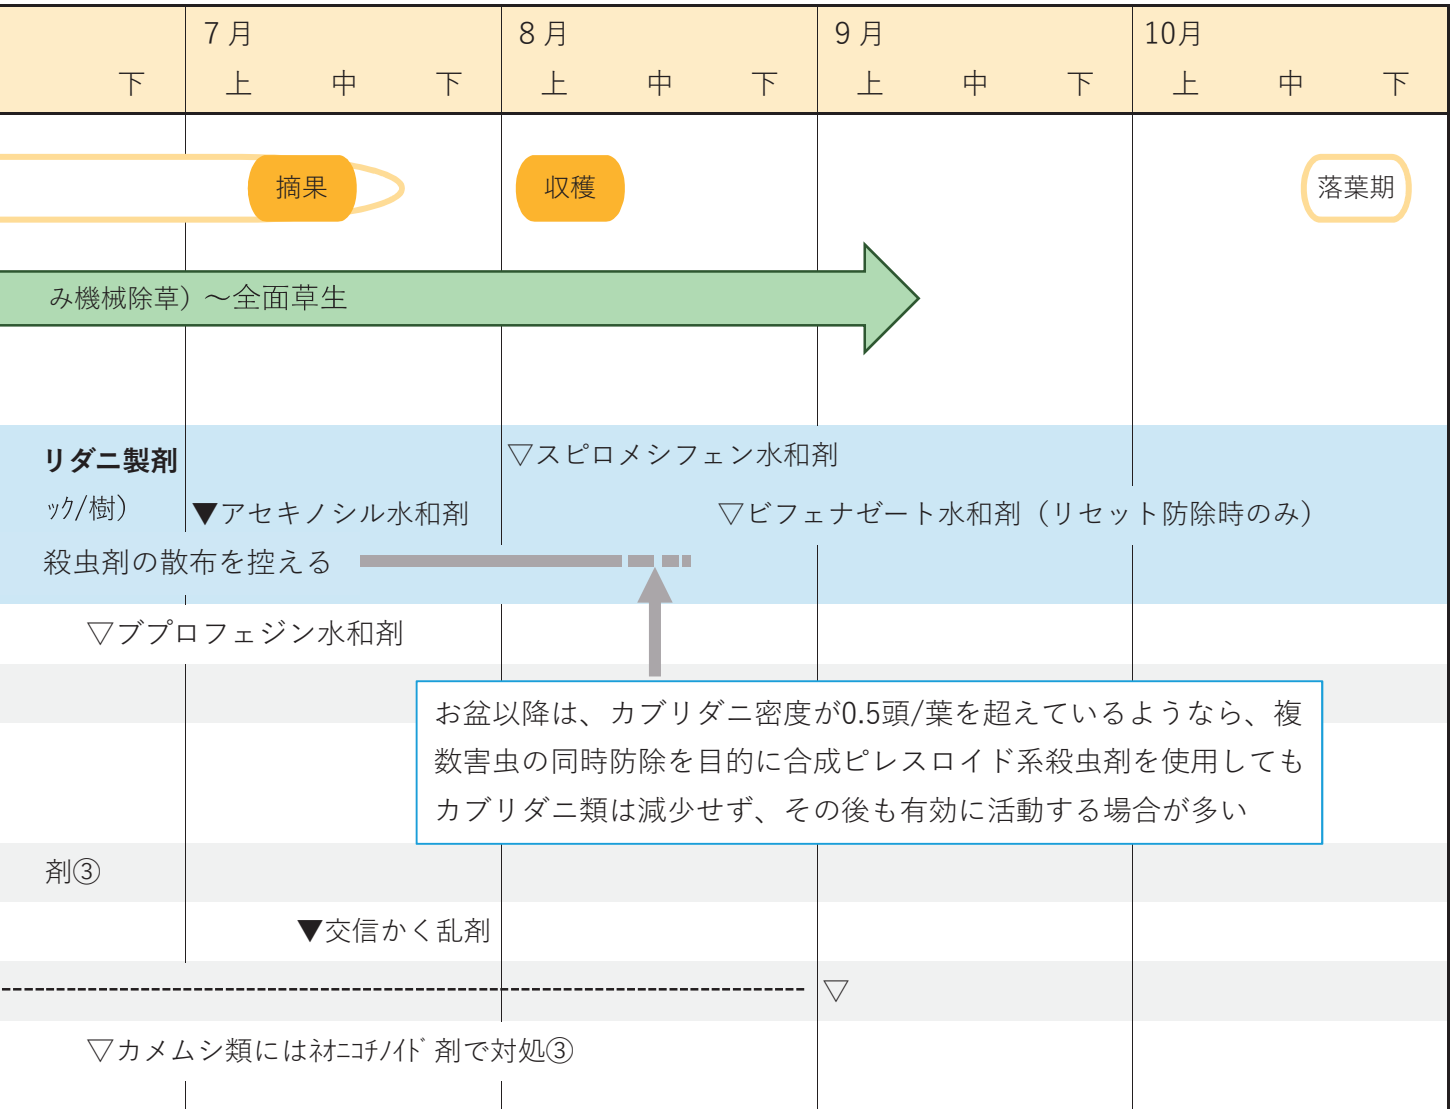 7月 8月 9月 10月
下 上 中 下 上 中 下 上 中 下 上 中 下
摘果 収穫 落葉期
み機械除草）～全面草生
リダニ製剤 ▽スピロメシフェン水和剤
ｯｸ/樹） ▼アセキノシル水和剤 ▽ビフェナゼート水和剤（リセット防除時のみ）
殺虫剤の散布を控える
▽ブプロフェジン水和剤
お盆以降は、カブリダニ密度が0.5頭/葉を超えているようなら、複
数害虫の同時防除を目的に合成ピレスロイド系殺虫剤を使用しても
カブリダニ類は減少せず、その後も有効に活動する場合が多い
剤③
▼交信かく乱剤
▽
▽カメムシ類にはﾈｵﾆｺﾁﾉｲﾄﾞ剤で対処③